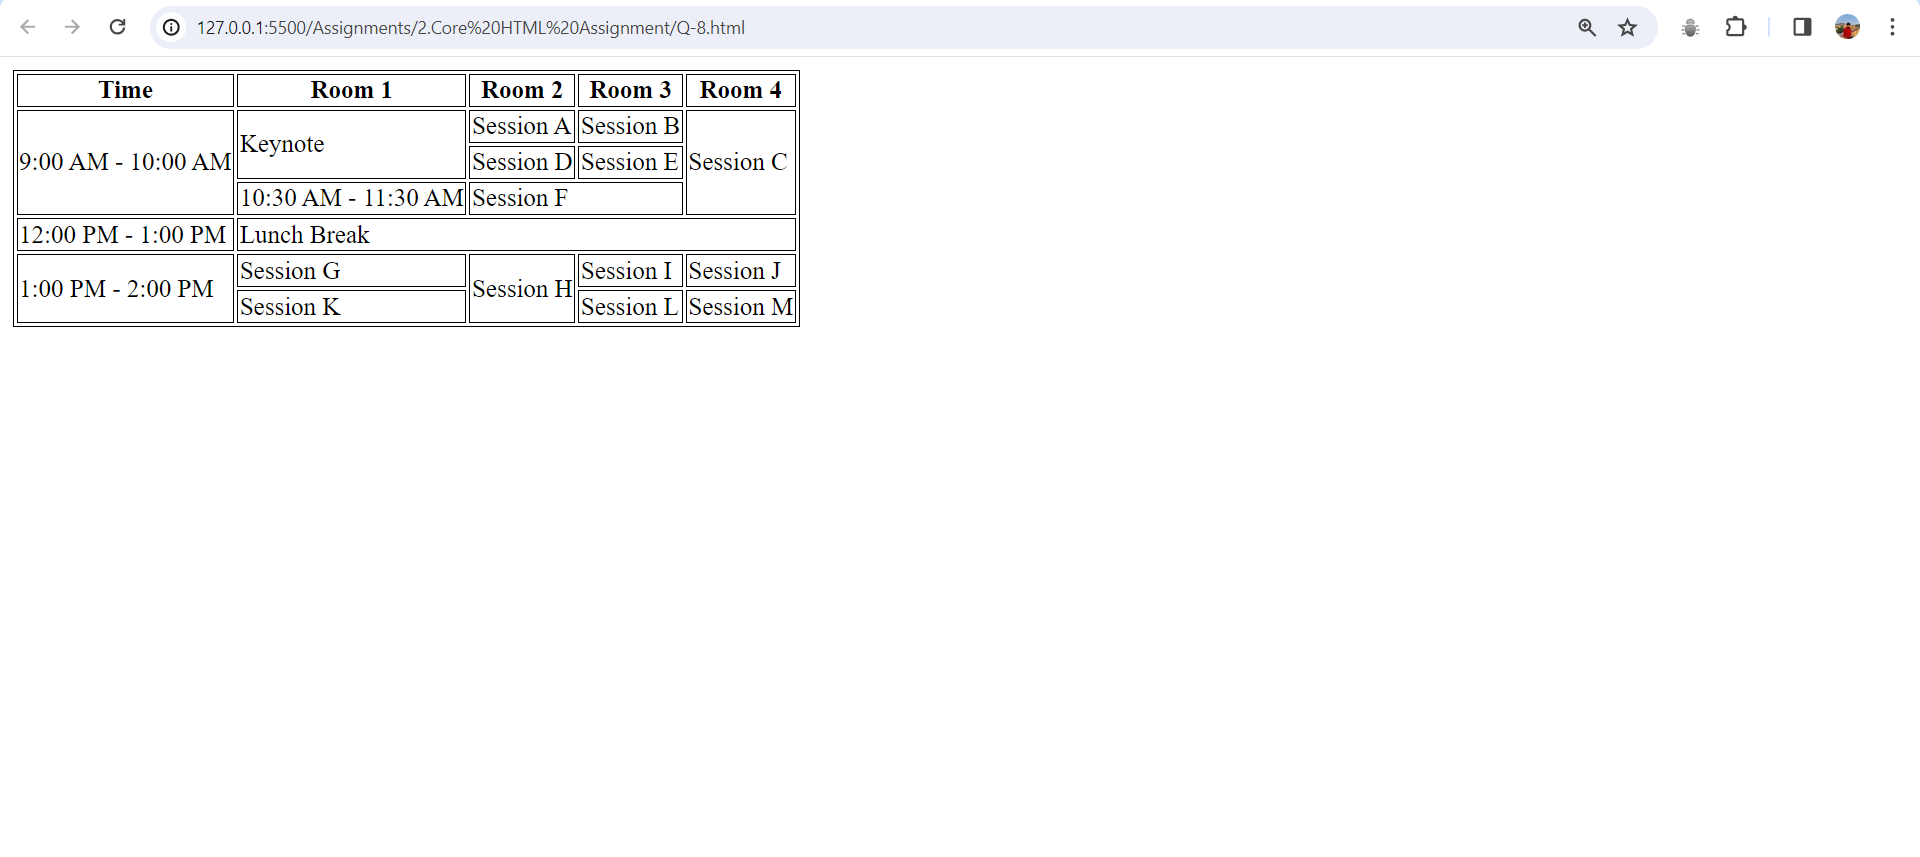 127.0.0.1:5500/Assignments/2.Core%20HTML%20Assignment/Q-8.html
Time Room 1 Room 2 Room 3 Room 4
9:00 AM - 10:00 AM Keynote Session A Session B Session C
Session D Session E
10:30 AM - 11:30 AM Session F
12:00 PM - 1:00 PM Lunch Break
1:00 PM - 2:00 PM Session G Session H Session I Session J
Session K Session L Session M